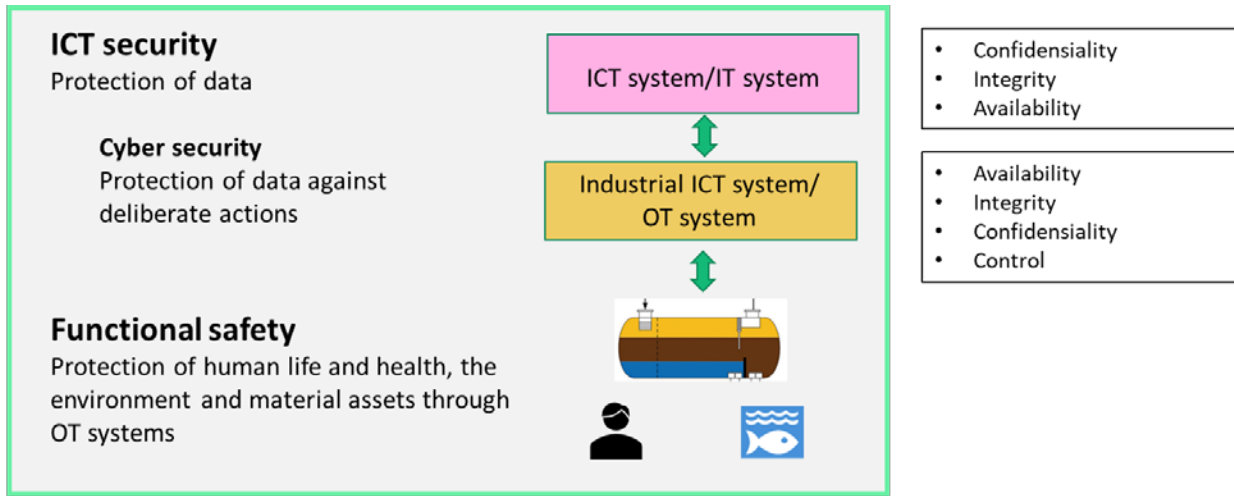 ICT security
Protection of data
Cyber security
Protection of data against
deliberate actions
Functional safety
Protection of human life and health, the
environment and material assets through
OT systems
ICT system/IT system
Industrial ICT system/
OT system
• Confidensiality
• Integrity
• Availability
• Availability
• Integrity
• Confidensiality
• Control